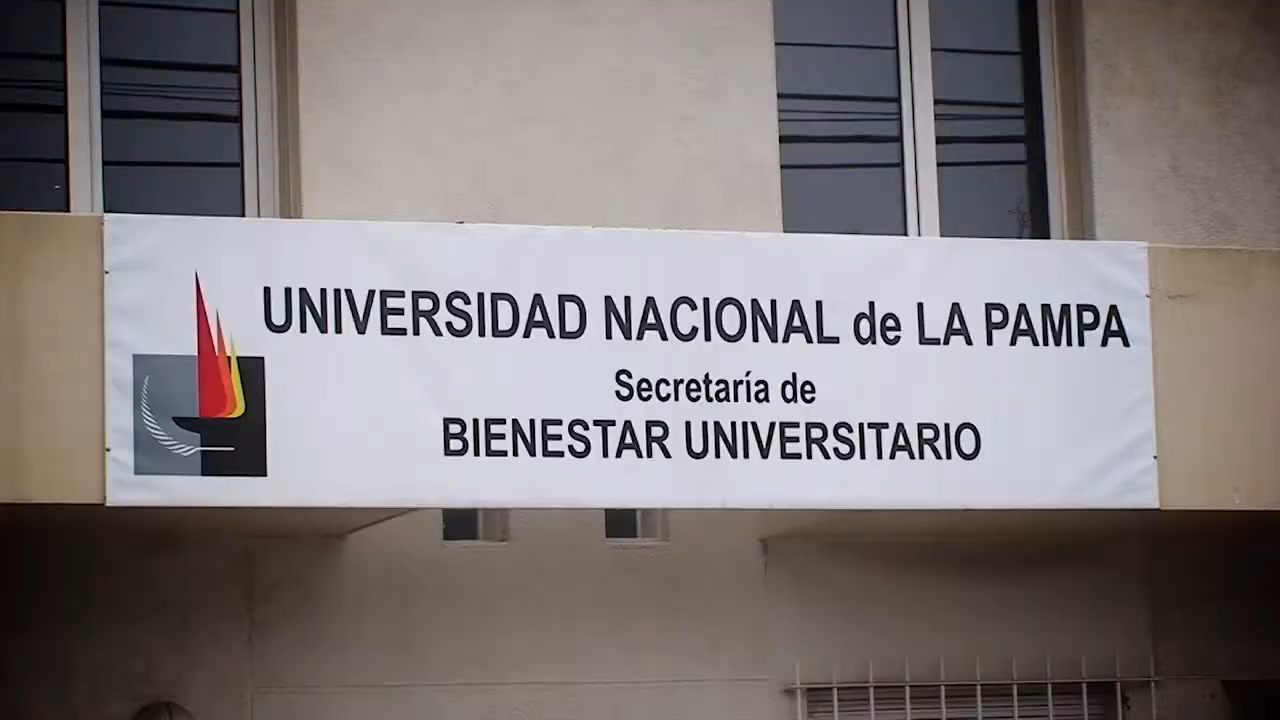 UNIVERSIDAD NACIONAL de LA PAMPA
Secretaría de
BIENESTAR UNIVERSITARIO